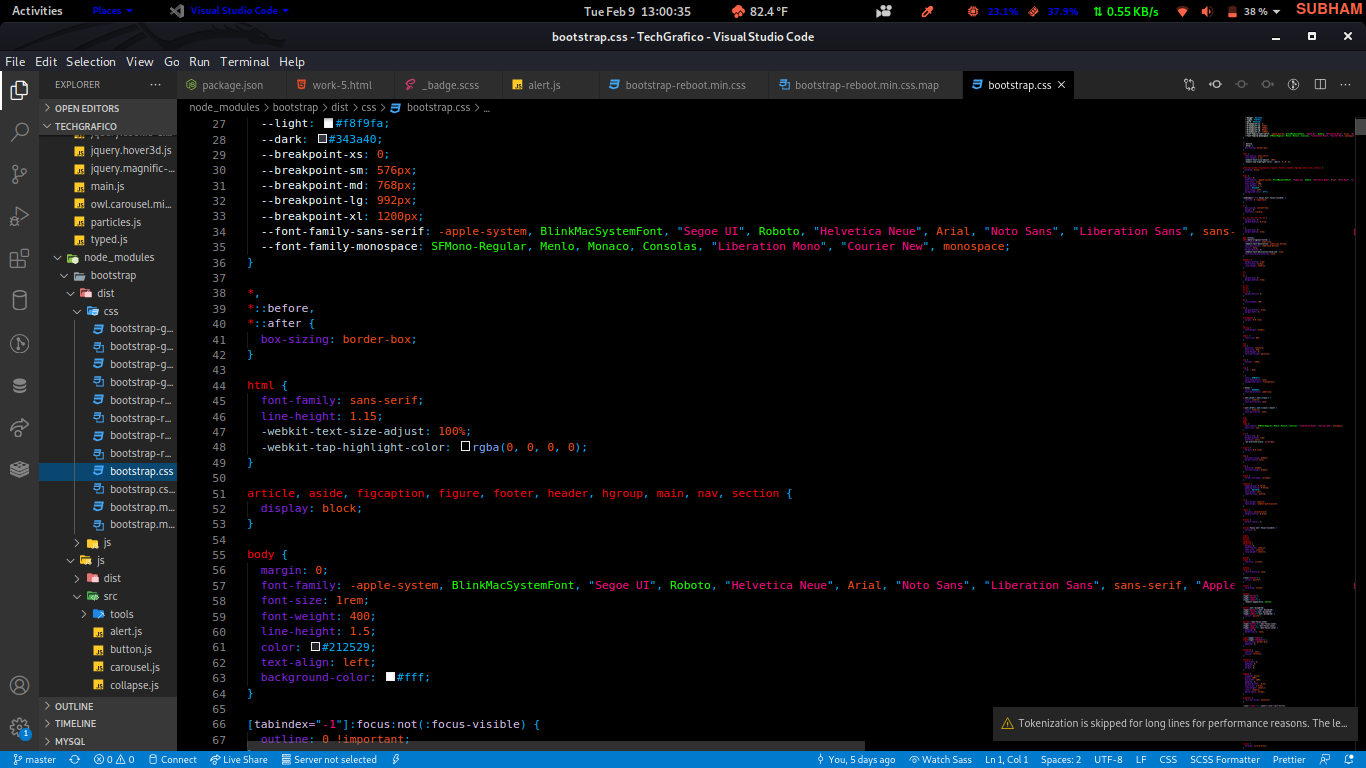 Activities
Places
Visual Studio Code
Tue Feb 9 13:00:35
82.4 °F
23.1%
37.9%
0.55 KB/s
38 %
SUBHAM
bootstrap.css - TechGrafico - Visual Studio Code
File Edit Selection View Go Run Terminal Help
EXPLORER
package.json
work-5.html
_badge.scss
alert.js
bootstrap-reboot.min.css
bootstrap-reboot.min.css.map
bootstrap.css
OPEN EDITORS
TECHGRAFICO
jquery.hover3d.js
jquery.magnific-...
main.js
owl.carousel.mi...
particles.js
typed.js
node_modules
bootstrap
dist
css
bootstrap-g...
bootstrap-g...
bootstrap-g...
bootstrap-g...
bootstrap-r...
bootstrap-r...
bootstrap-r...
bootstrap-r...
bootstrap.css
bootstrap.cs...
bootstrap.m...
bootstrap.m...
js
js
dist
src
tools
alert.js
button.js
carousel.js
collapse.js
OUTLINE
TIMELINE
MYSQL
node_modules > bootstrap > dist > css > bootstrap.css > ...
27 --light: #f8f9fa;
28 --dark: #343a40;
29 --breakpoint-xs: 0;
30 --breakpoint-sm: 576px;
31 --breakpoint-md: 768px;
32 --breakpoint-lg: 992px;
33 --breakpoint-xl: 1200px;
34 --font-family-sans-serif: -apple-system, BlinkMacSystemFont, "Segoe UI", Roboto, "Helvetica Neue", Arial, "Noto Sans", "Liberation Sans", sans-
35 --font-family-monospace: SFMono-Regular, Menlo, Monaco, Consolas, "Liberation Mono", "Courier New", monospace;
36 }
37
38 *,
39 *::before,
40 *::after {
41 box-sizing: border-box;
42 }
43
44 html {
45 font-family: sans-serif;
46 line-height: 1.15;
47 -webkit-text-size-adjust: 100%;
48 -webkit-tap-highlight-color: rgba(0, 0, 0, 0);
49 }
50
51 article, aside, figcaption, figure, footer, header, hgroup, main, nav, section {
52 display: block;
53 }
54
55 body {
56 margin: 0;
57 font-family: -apple-system, BlinkMacSystemFont, "Segoe UI", Roboto, "Helvetica Neue", Arial, "Noto Sans", "Liberation Sans", sans-serif, "Apple
58 font-size: 1rem;
59 font-weight: 400;
60 line-height: 1.5;
61 color: #212529;
62 text-align: left;
63 background-color: #fff;
64 }
65
66 [tabindex="-1"]:focus:not(:focus-visible) {
67 outline: 0 !important;
Tokenization is skipped for long lines for performance reasons. The le...
1
master
0 0
Connect
Live Share
Server not selected
You, 5 days ago
Watch Sass
Ln 1, Col 1
Spaces: 2
UTF-8
LF
CSS
SCSS Formatter
Prettier